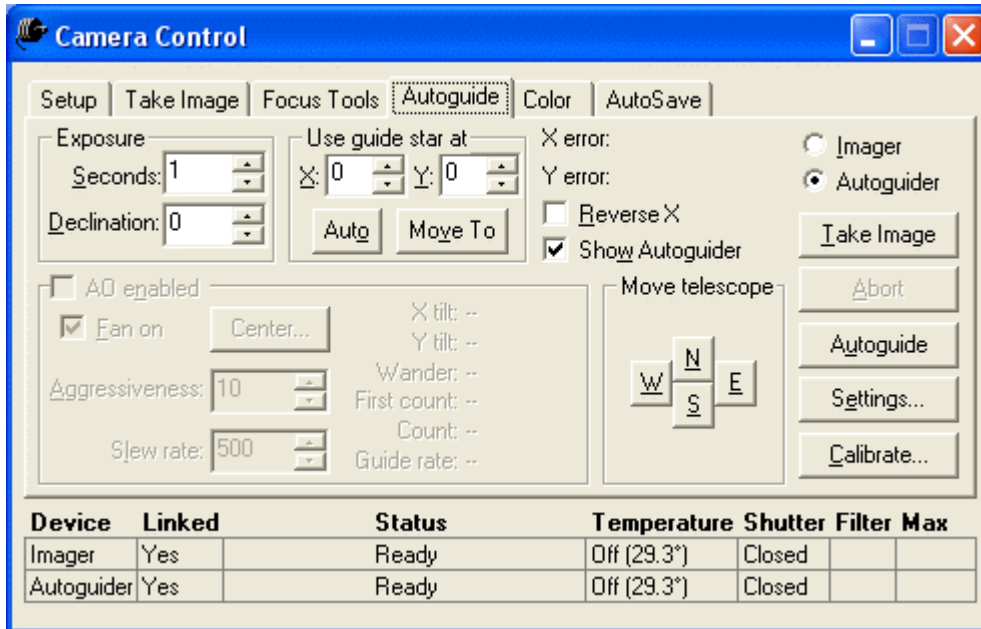 Camera Control
Setup Take Image Focus Tools Autoguide Color AutoSave
Exposure
Seconds: 1
Declination: 0
Use guide star at
X: 0 Y: 0
Auto Move To
X error:
Y error:
Reverse X
Show Autoguider
Imager
Autoguider
Take Image
Abort
Autoguide
Settings...
Calibrate...
AO enabled
Fan on Center...
Aggressiveness: 10
Slew rate: 500
X tilt: --
Y tilt: --
Wander: --
First count: --
Count: --
Guide rate: --
Move telescope
N
W E
S
Device Linked Status Temperature Shutter Filter Max
Imager Yes Ready Off (29.3°) Closed
Autoguider Yes Ready Off (29.3°) Closed